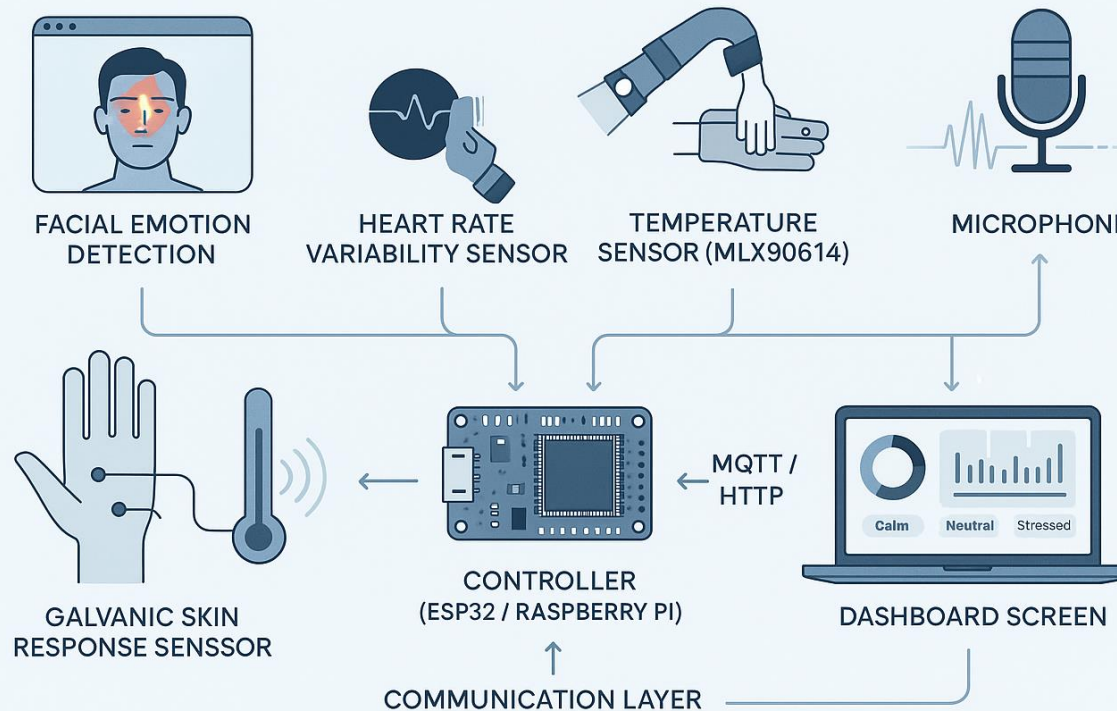 FACIAL EMOTION
DETECTION
HEART RATE
VARIABILITY SENSOR
TEMPERATURE
SENSOR (MLX90614)
MICROPHON
GALVANIC SKIN
RESPONSE SENSSOR
CONTROLLER
(ESP32 / RASPBERRY PI)
MQTT /
HTTP
Calm
Neutral
Stressed
DASHBOARD SCREEN
COMMUNICATION LAYER